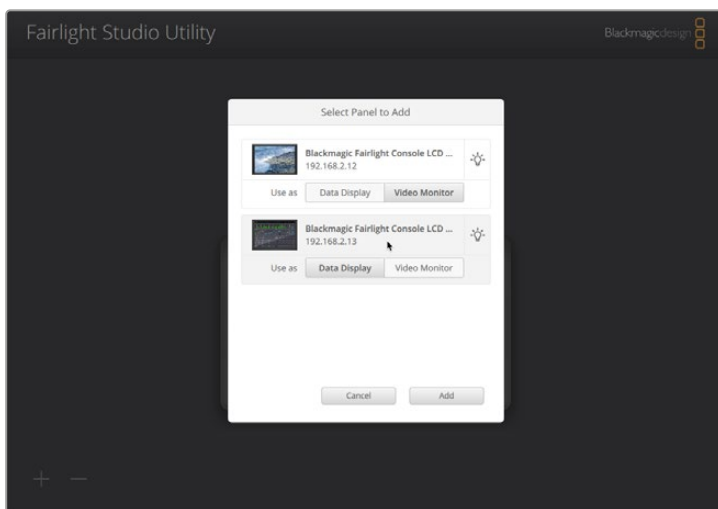 Fairlight Studio Utility
Blackmagicdesign
Select Panel to Add
Blackmagic Fairlight Console LCD ...
192.168.2.12
Use as Data Display Video Monitor
Blackmagic Fairlight Console LCD ...
192.168.2.13
Use as Data Display Video Monitor
Cancel Add